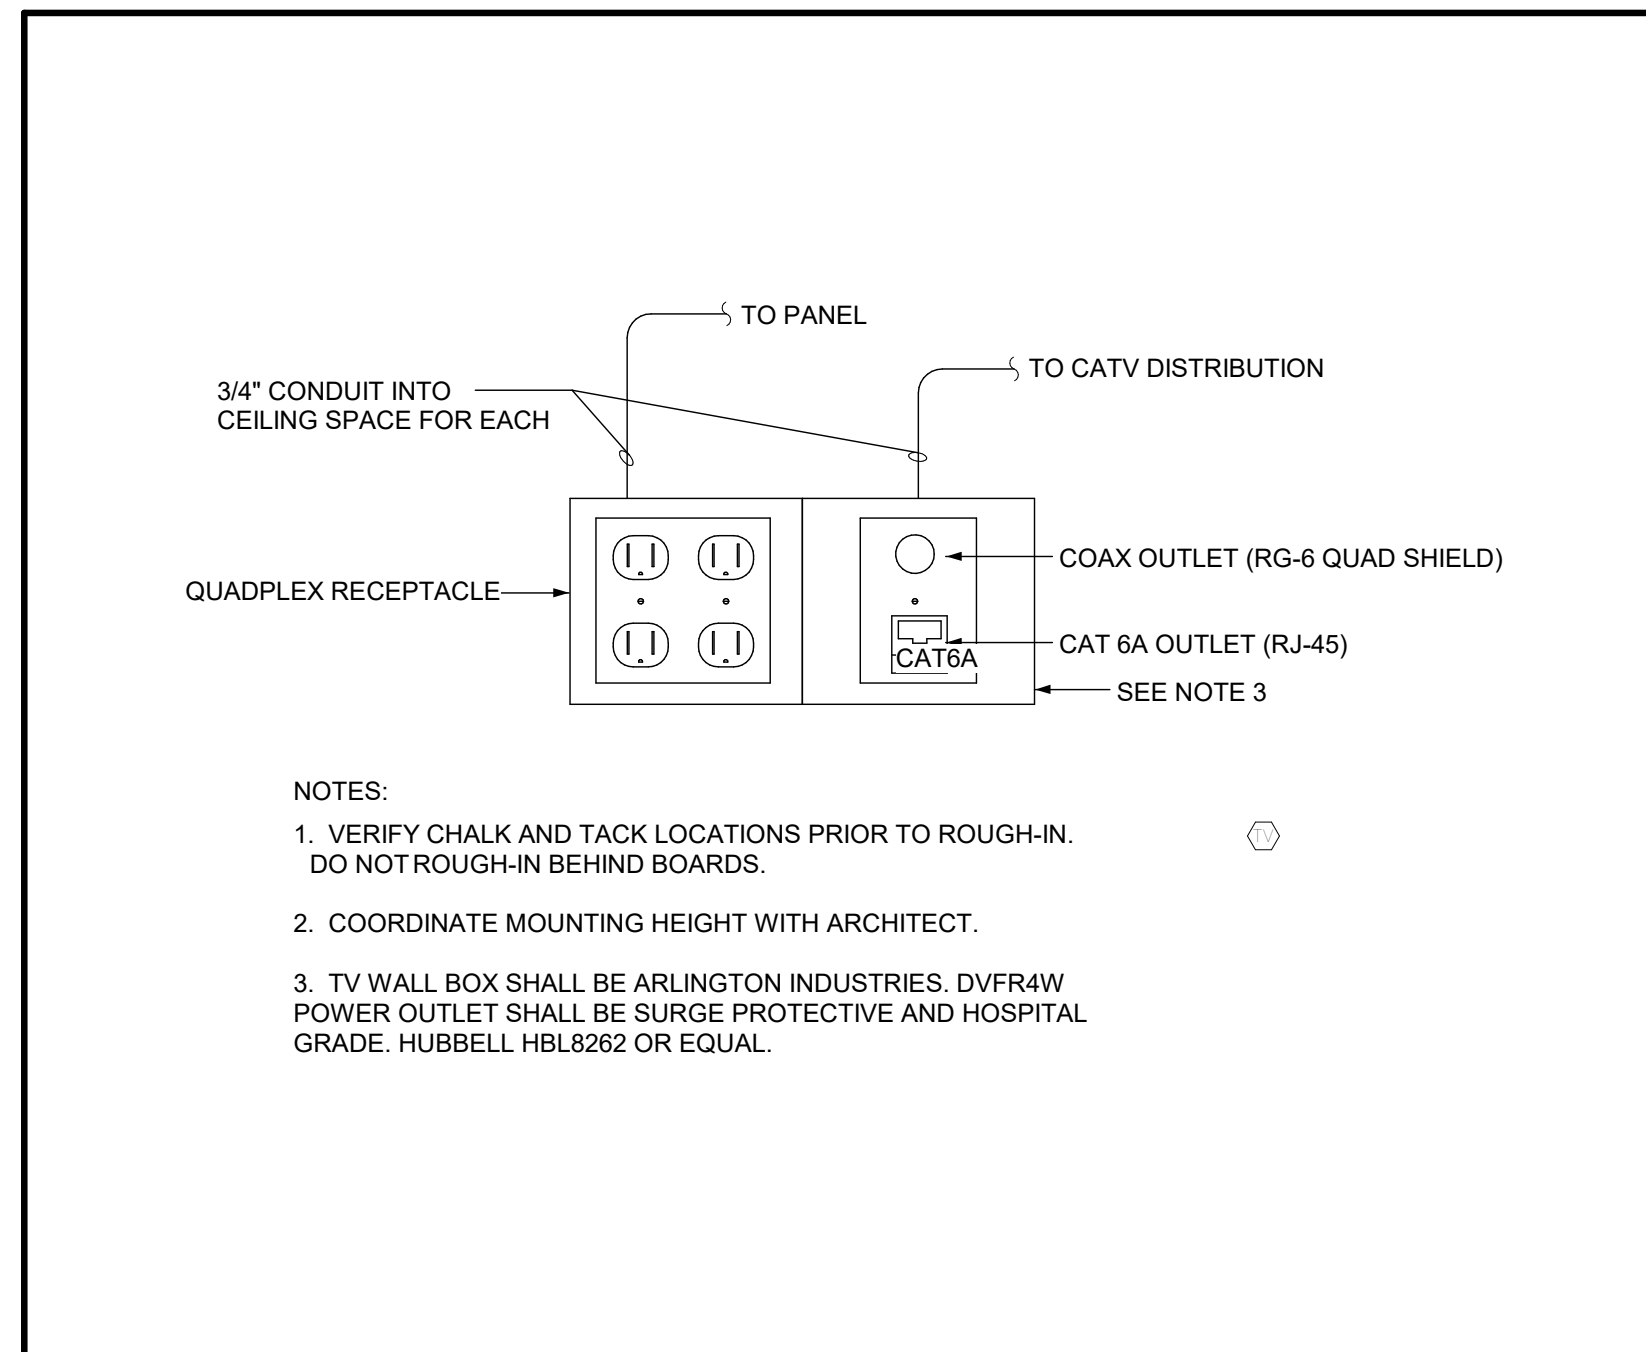 TO PANEL
TO CATV DISTRIBUTION
3/4" CONDUIT INTO
CEILING SPACE FOR EACH
COAX OUTLET (RG-6 QUAD SHIELD)
QUADPLEX RECEPTACLE
CAT 6A OUTLET (RJ-45)
CAT6A
SEE NOTE 3
NOTES:
1. VERIFY CHALK AND TACK LOCATIONS PRIOR TO ROUGH-IN.
DO NOT ROUGH-IN BEHIND BOARDS.
TV
2. COORDINATE MOUNTING HEIGHT WITH ARCHITECT.
3. TV WALL BOX SHALL BE ARLINGTON INDUSTRIES. DVFR4W
POWER OUTLET SHALL BE SURGE PROTECTIVE AND HOSPITAL
GRADE. HUBBELL HBL8262 OR EQUAL.